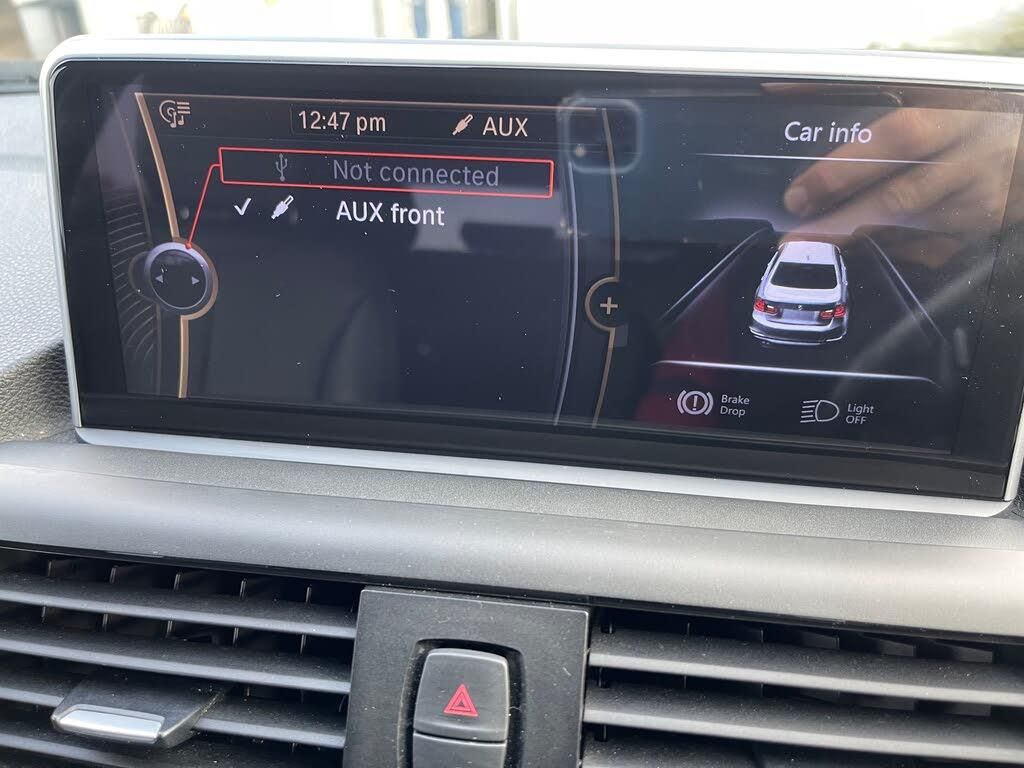 12:47 pm
AUX
Not connected
AUX front
Car info
Brake
Drop
Light
OFF